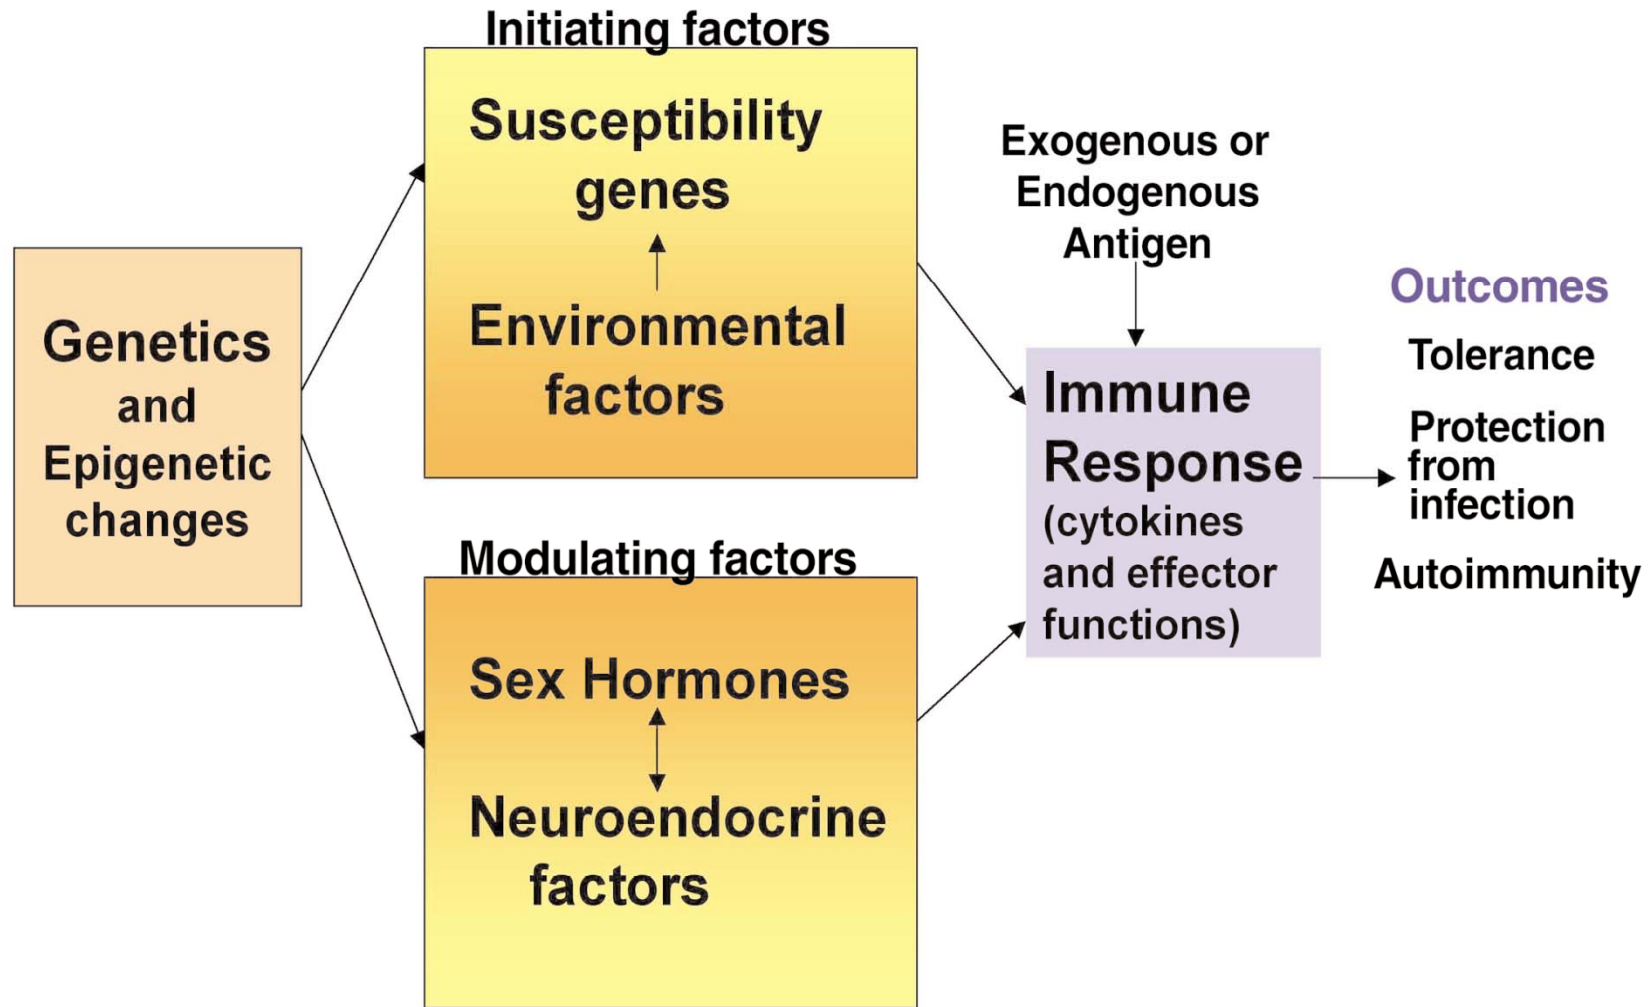 Genetics
and
Epigenetic
changes
Initiating factors
Susceptibility
genes
Environmental
factors
Modulating factors
Sex Hormones
Neuroendocrine
factors
Exogenous or
Endogenous
Antigen
Immune
Response
(cytokines
and effector
functions)
Outcomes
Tolerance
Protection
from
infection
Autoimmunity